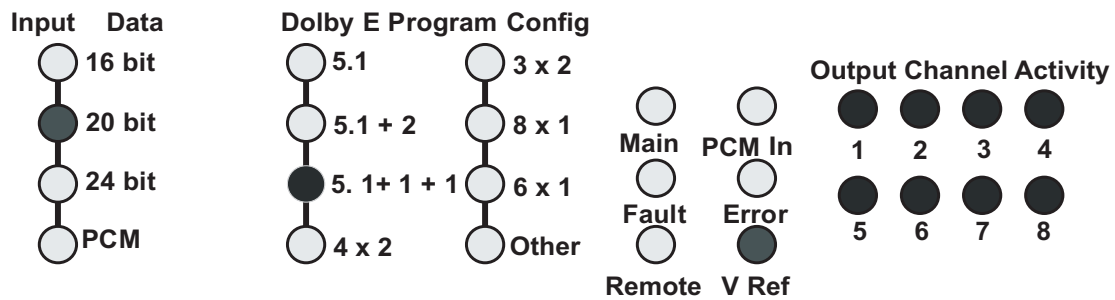 Input Data
16 bit
20 bit
24 bit
PCM
Dolby E Program Config
5.1
5.1 + 2
5. 1+ 1 + 1
4 x 2
3 x 2
8 x 1
6 x 1
Other
Main
PCM In
Fault
Error
Remote
V Ref
Output Channel Activity
1 2 3 4
5 6 7 8